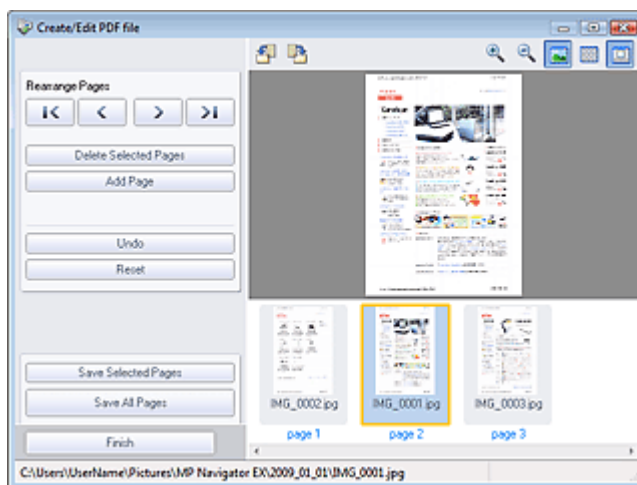 Create/Edit PDF file
Rearrange Pages
Delete Selected Pages
Add Page
Undo
Reset
Save Selected Pages
Save All Pages
Finish
IMG_0002.jpg
IMG_0001.jpg
IMG_0003.jpg
page 1
page 2
page 3
C:\Users\UserName\Pictures\MP Navigator EX\2009_01_01\IMG_0001.jpg